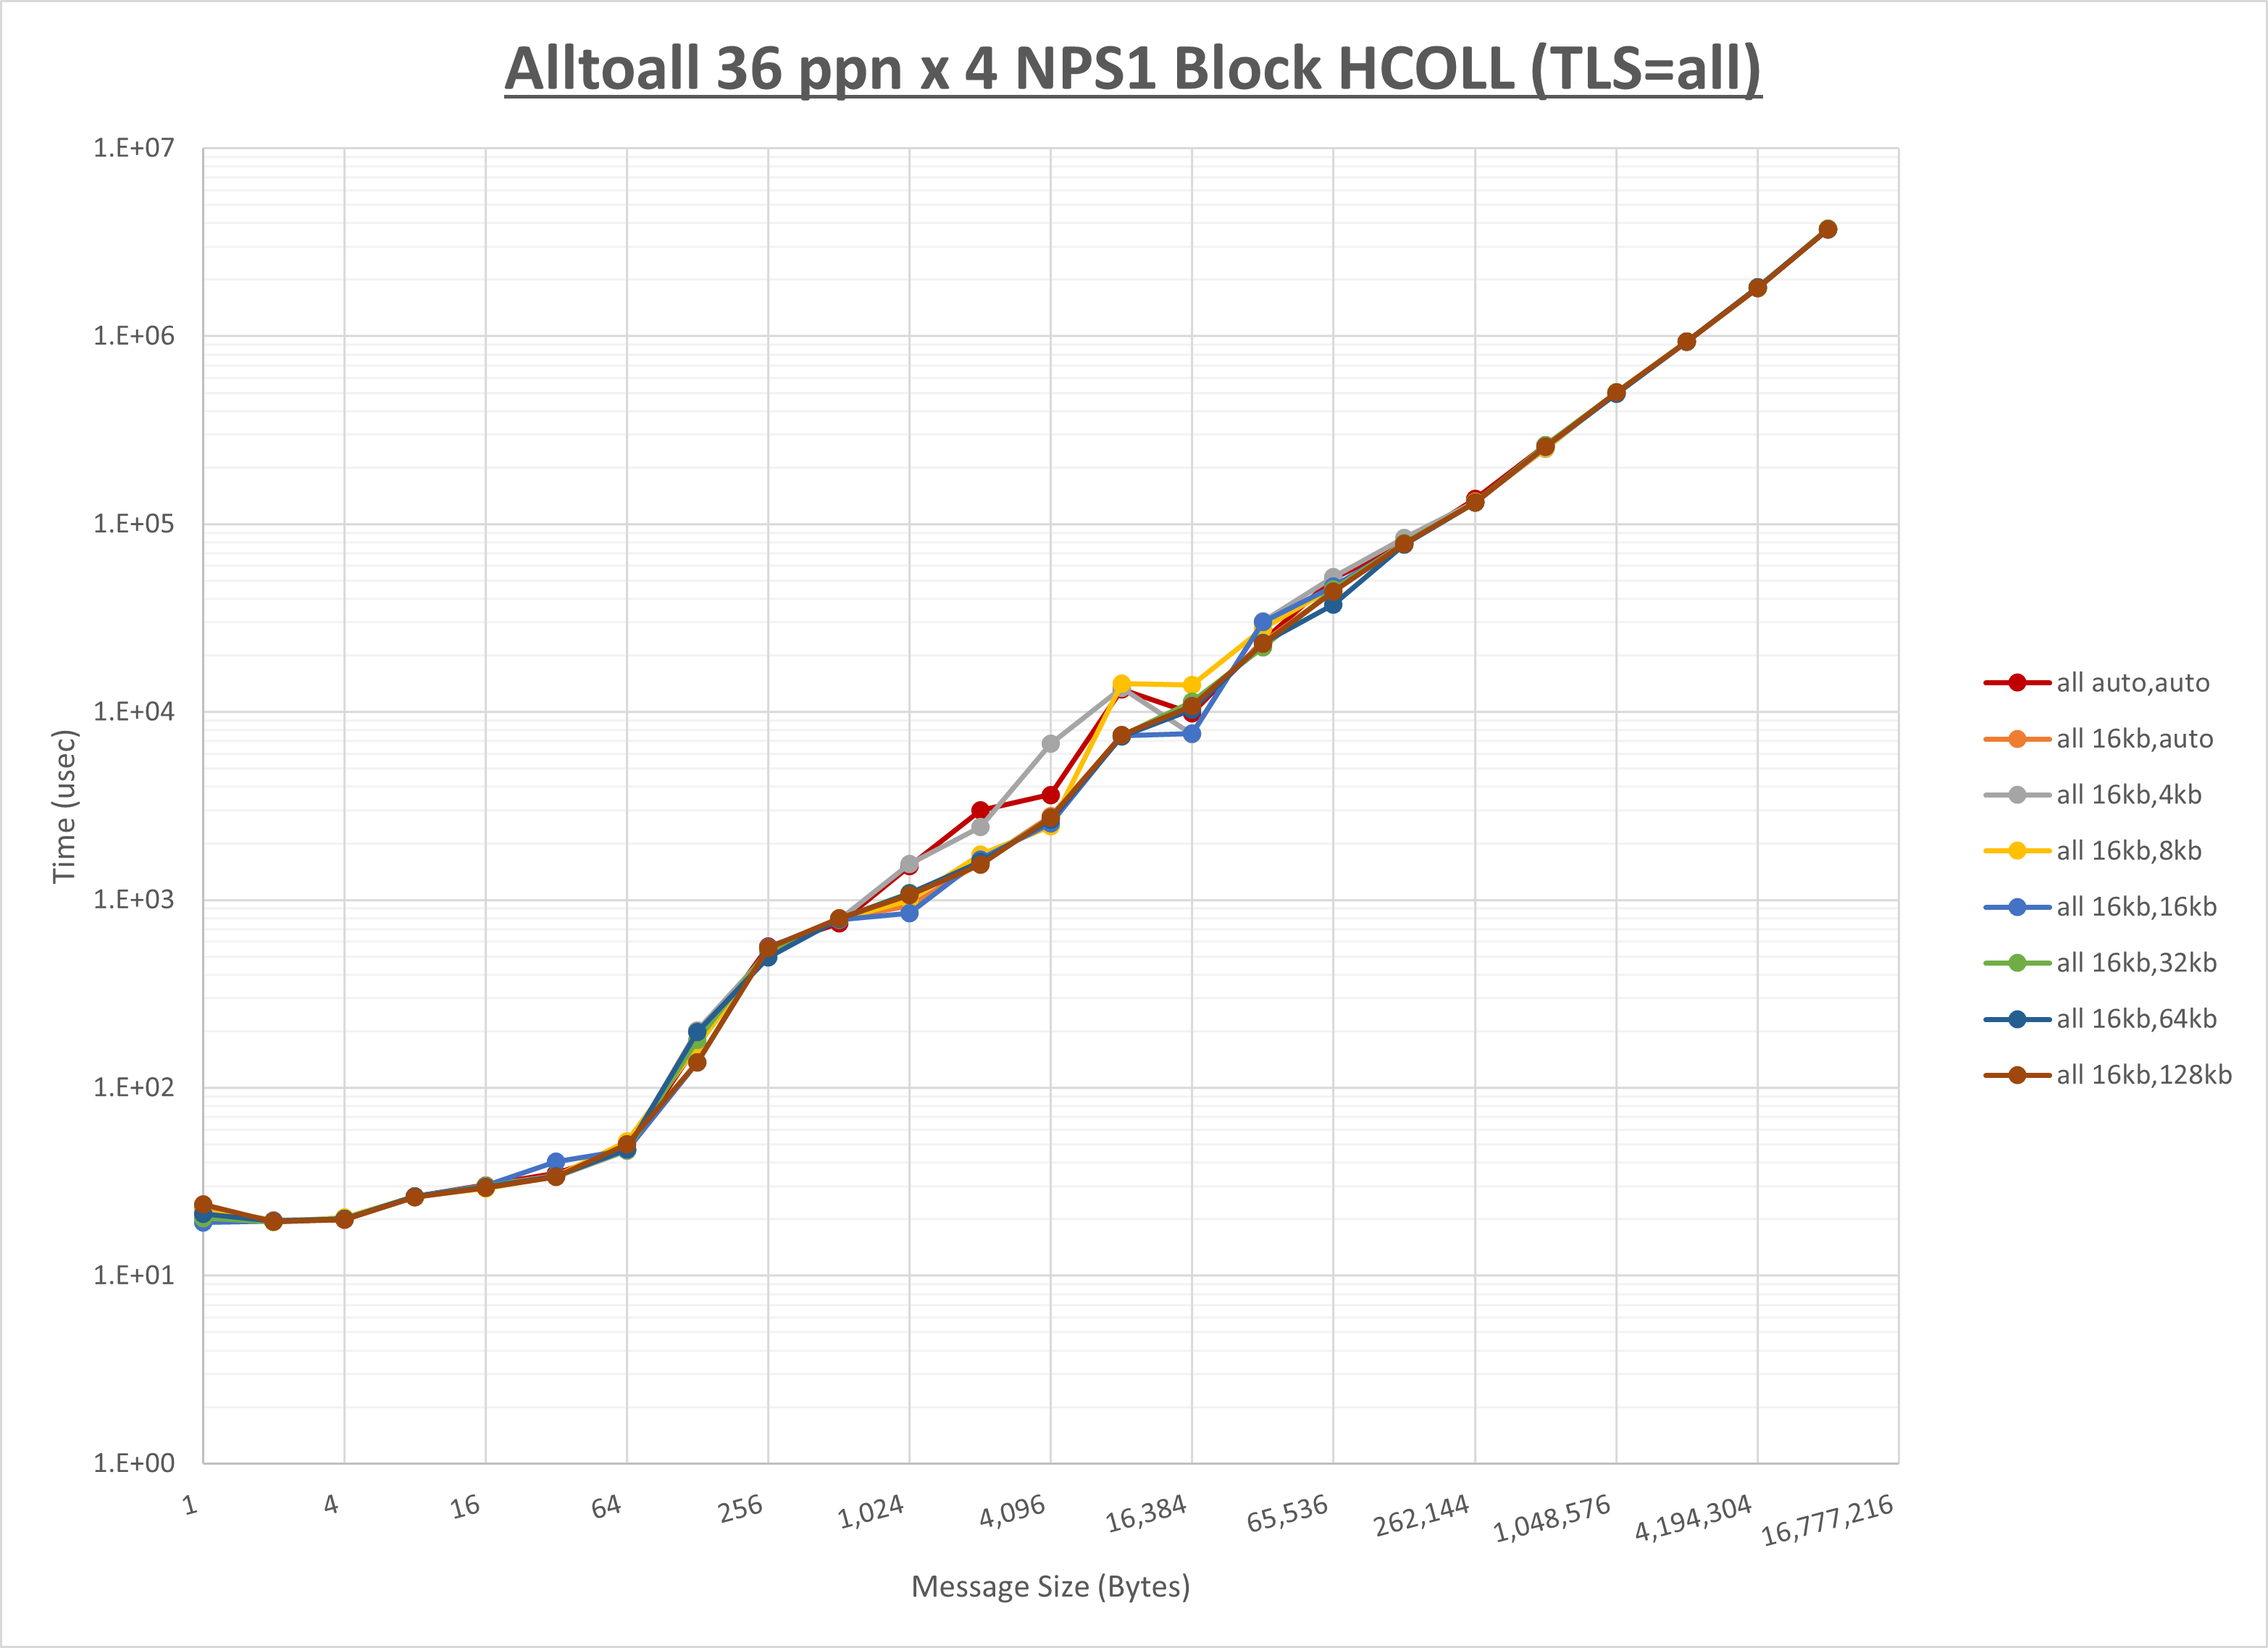 Alltoall 36 ppn x 4 NPS1 Block HCOLL (TLS=all)
1.E+07
1.E+06
1.E+05
1.E+04
1.E+03
1.E+02
1.E+01
1.E+00
Time (usec)
1
4
16
64
256
1,024
4,096
16,384
65,536
262,144
1,048,576
4,194,304
16,777,216
Message Size (Bytes)
all auto,auto
all 16kb,auto
all 16kb,4kb
all 16kb,8kb
all 16kb,16kb
all 16kb,32kb
all 16kb,64kb
all 16kb,128kb